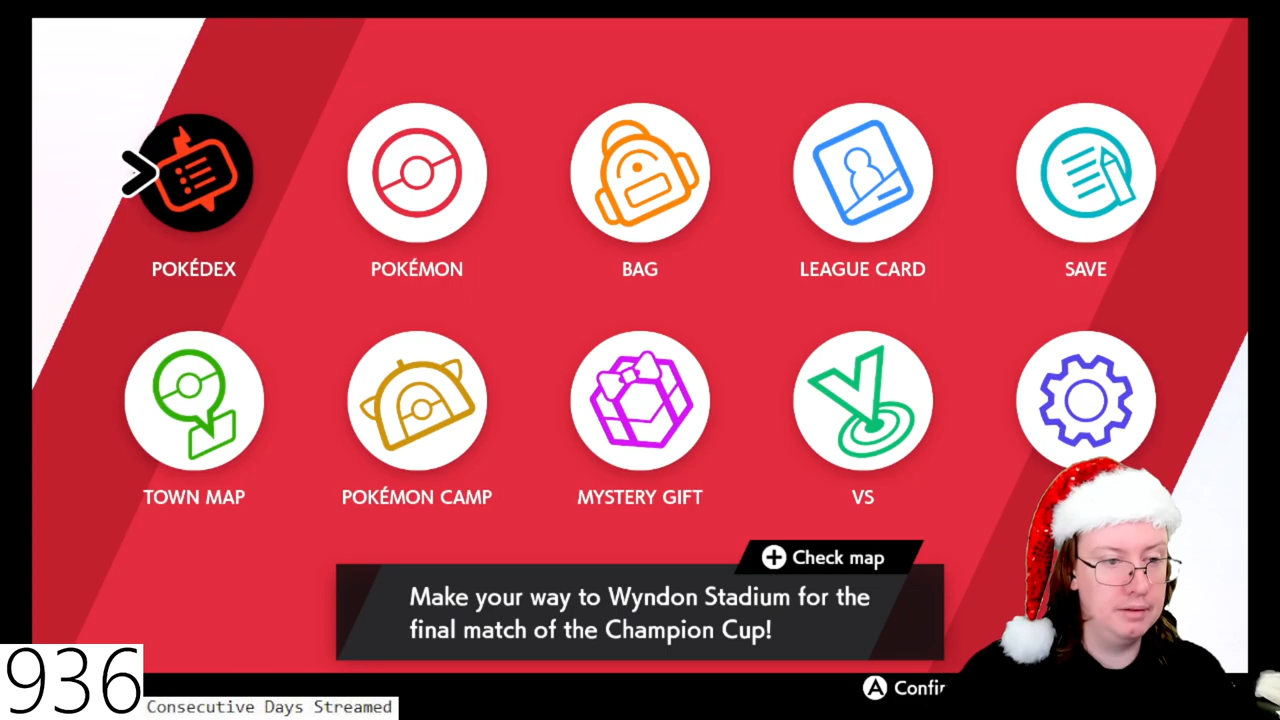 POKÉDEX
POKÉMON
BAG
LEAGUE CARD
SAVE
TOWN MAP
POKÉMON CAMP
MYSTERY GIFT
VS
+ Check map
Make your way to Wyndon Stadium for the
final match of the Champion Cup!
A Confir
936
Consecutive Days Streamed